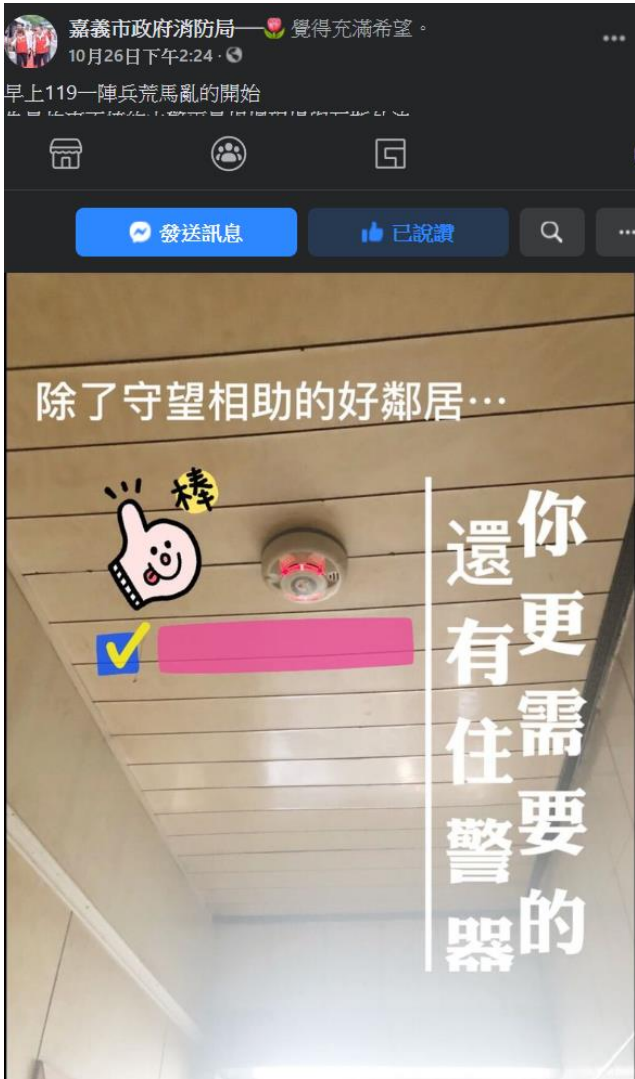 嘉義市政府消防局——🌷 覺得充滿希望。
10月26日下午2:24
早上119一陣兵荒馬亂的開始
發送訊息
已說讚
除了守望相助的好鄰居…
棒
你更需要的
還有住警器